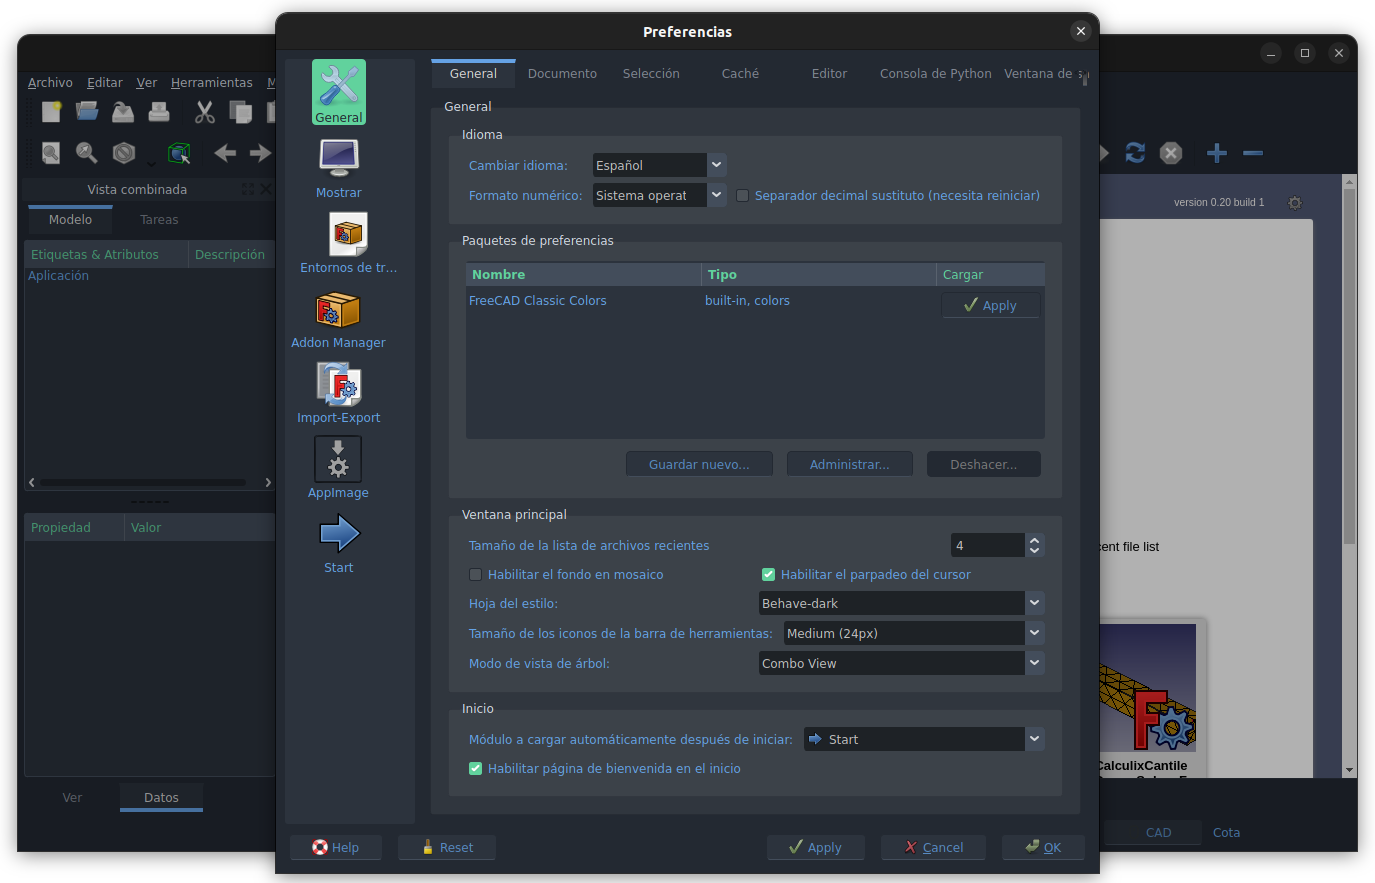 Preferencias
Archivo Editar Ver Herramientas
Vista combinada
Modelo Tareas
Etiquetas & Atributos Descripción
Aplicación
Propiedad Valor
Ver Datos
General
Mostrar
Entornos de tr...
Addon Manager
Import-Export
AppImage
Start
General Documento Selección Caché Editor Consola de Python Ventana de
General
Idioma
Cambiar idioma: Español
Formato numérico: Sistema operat Separador decimal sustituto (necesita reiniciar)
Paquetes de preferencias
Nombre Tipo Cargar
FreeCAD Classic Colors built-in, colors Apply
Guardar nuevo... Administrar... Deshacer...
Ventana principal
Tamaño de la lista de archivos recientes 4
Habilitar el fondo en mosaico Habilitar el parpadeo del cursor
Hoja del estilo: Behave-dark
Tamaño de los iconos de la barra de herramientas: Medium (24px)
Modo de vista de árbol: Combo View
Inicio
Módulo a cargar automáticamente después de iniciar: Start
Habilitar página de bienvenida en el inicio
Help Reset Apply Cancel OK
version 0.20 build 1
cent file list
CalculixCantile
CAD Cota